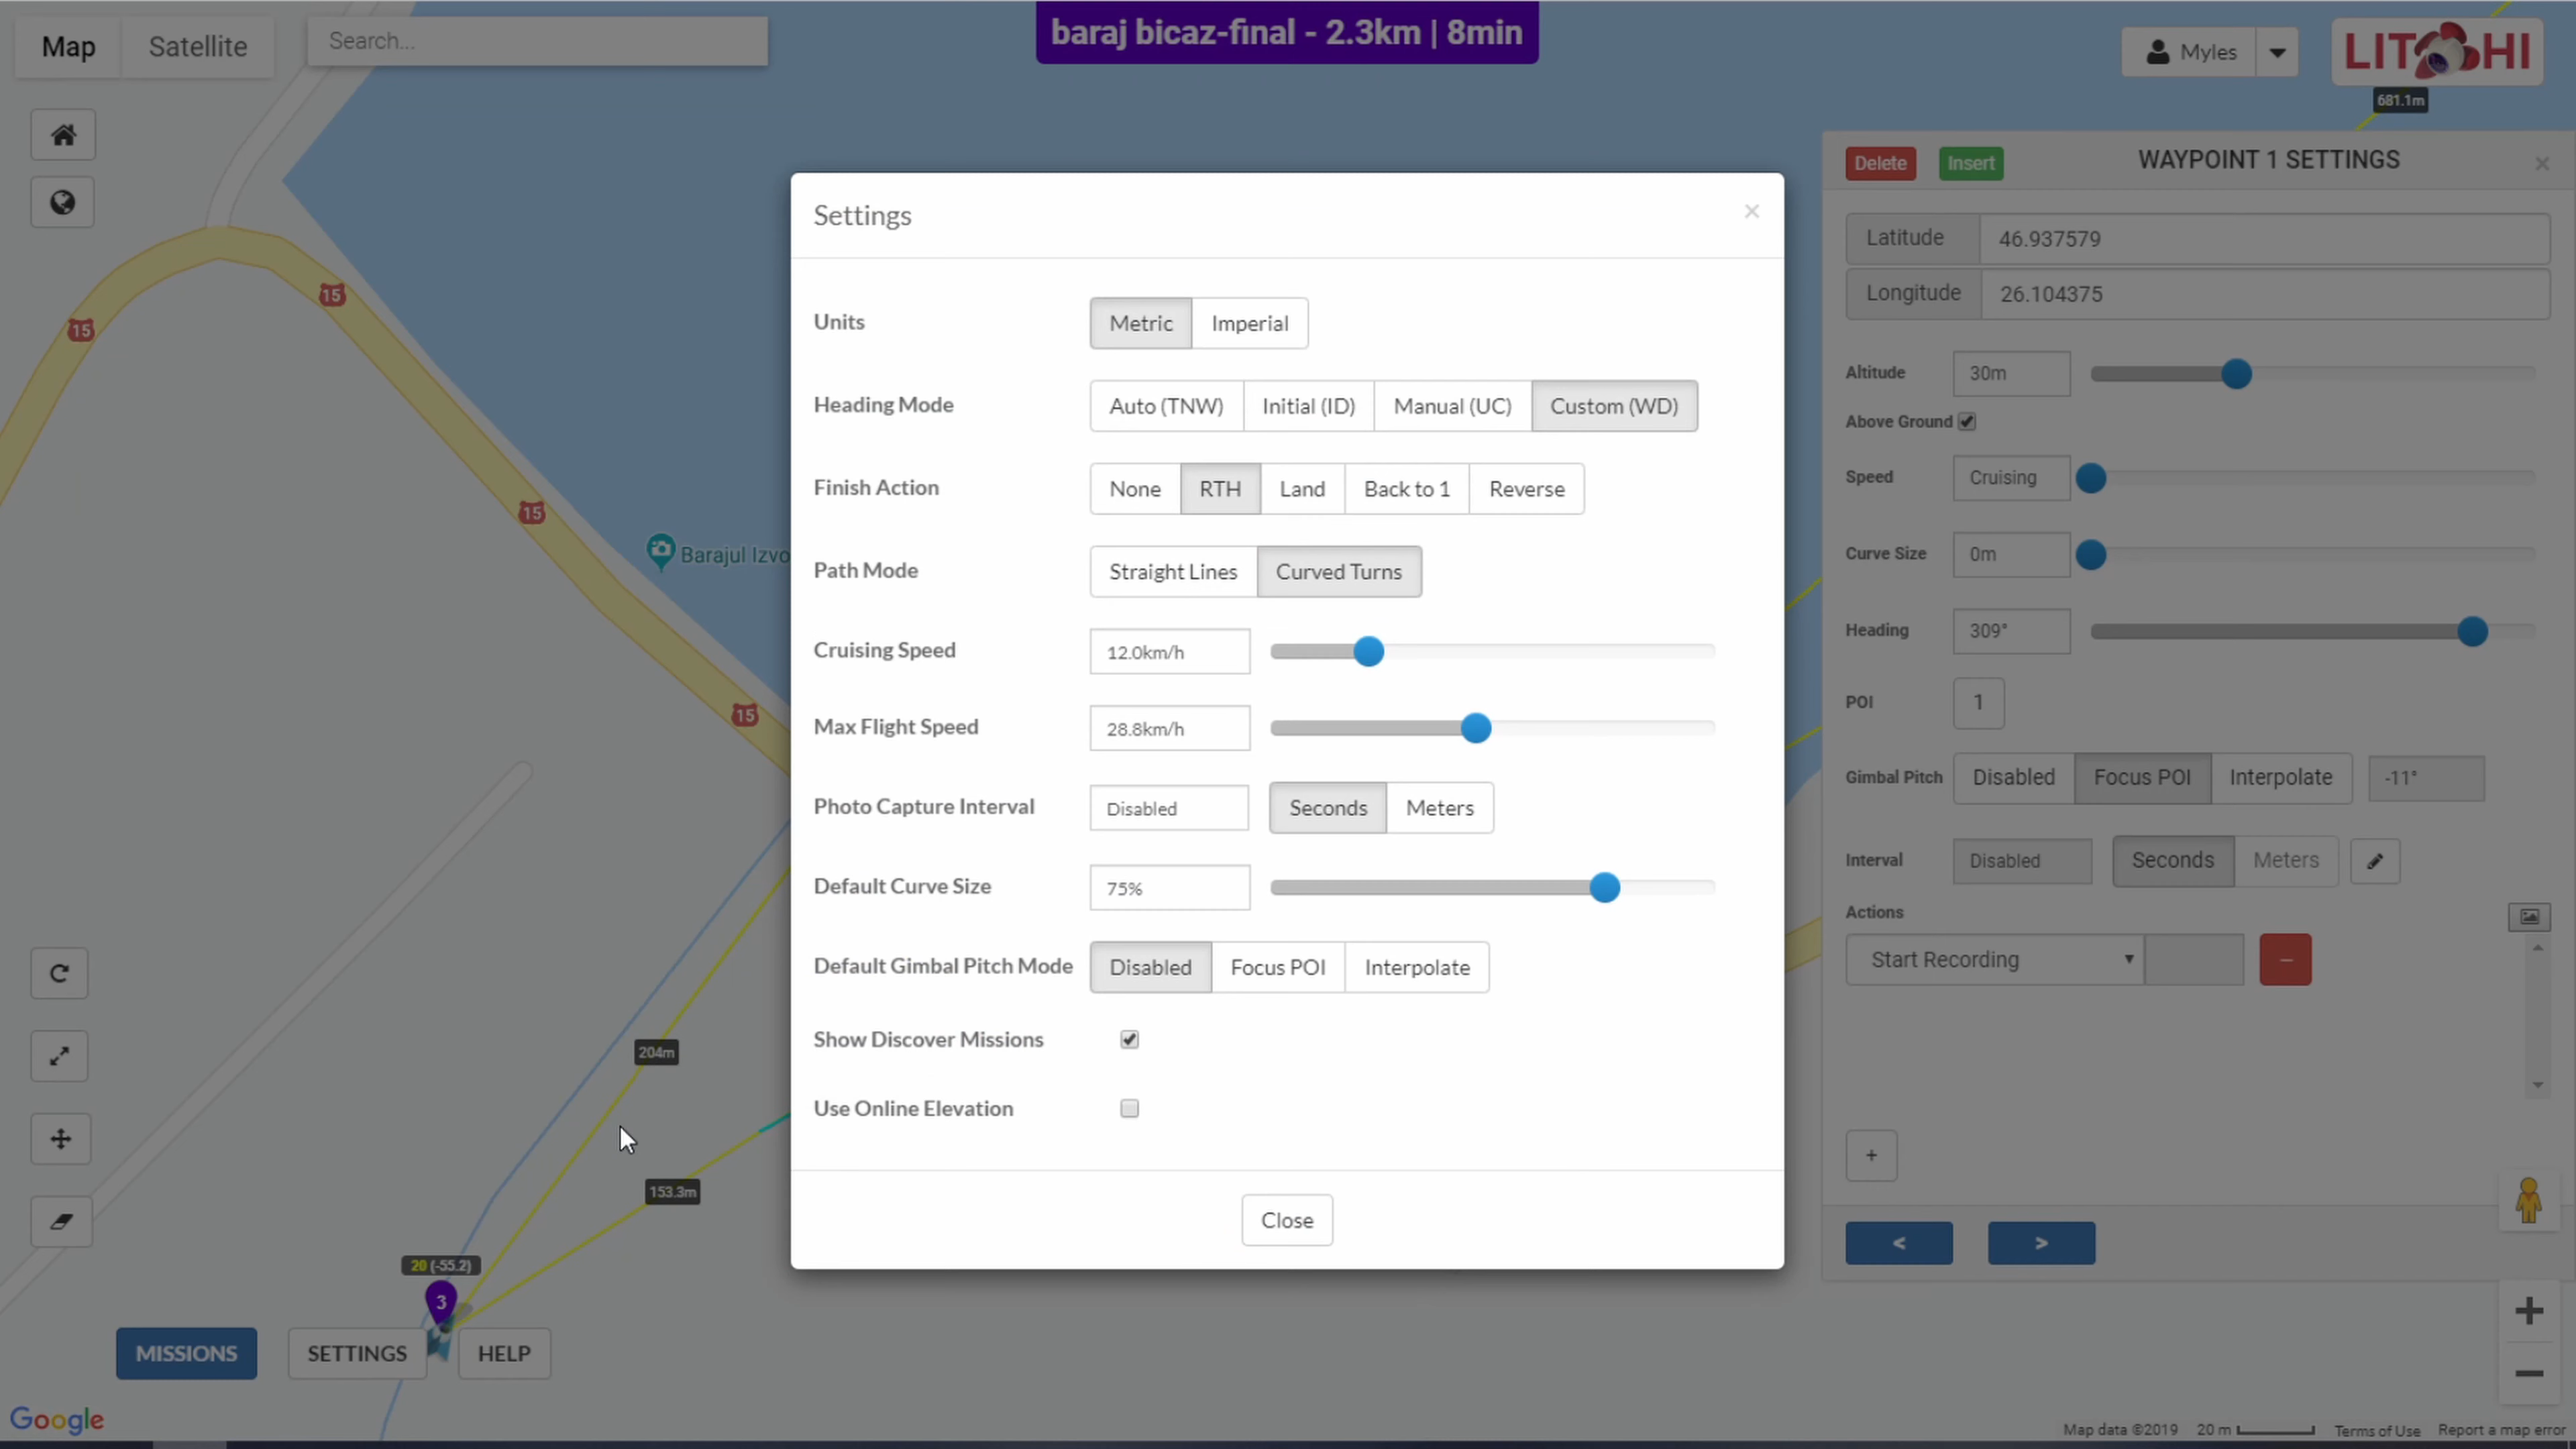 Map
Satellite
Search...
baraj bicaz-final - 2.3km | 8min
Myles
LITCHI
681.1m
Delete
Insert
WAYPOINT 1 SETTINGS
×
Latitude
46.937579
Longitude
26.104375
Altitude
30m
Above Ground
Speed
Cruising
Curve Size
0m
Heading
309°
POI
1
Gimbal Pitch
Disabled
Focus POI
Interpolate
-11°
Interval
Disabled
Seconds
Meters
Actions
Start Recording
+
<
>
Settings
×
Units
Metric
Imperial
Heading Mode
Auto (TNW)
Initial (ID)
Manual (UC)
Custom (WD)
Finish Action
None
RTH
Land
Back to 1
Reverse
Path Mode
Straight Lines
Curved Turns
Cruising Speed
12.0km/h
Max Flight Speed
28.8km/h
Photo Capture Interval
Disabled
Seconds
Meters
Default Curve Size
75%
Default Gimbal Pitch Mode
Disabled
Focus POI
Interpolate
Show Discover Missions
Use Online Elevation
Close
15
15
15
15
Barajul Izvo
204m
153.3m
20 (-55.2)
3
MISSIONS
SETTINGS
HELP
Google
Map data ©2019
20 m
Terms of Use
Report a map error